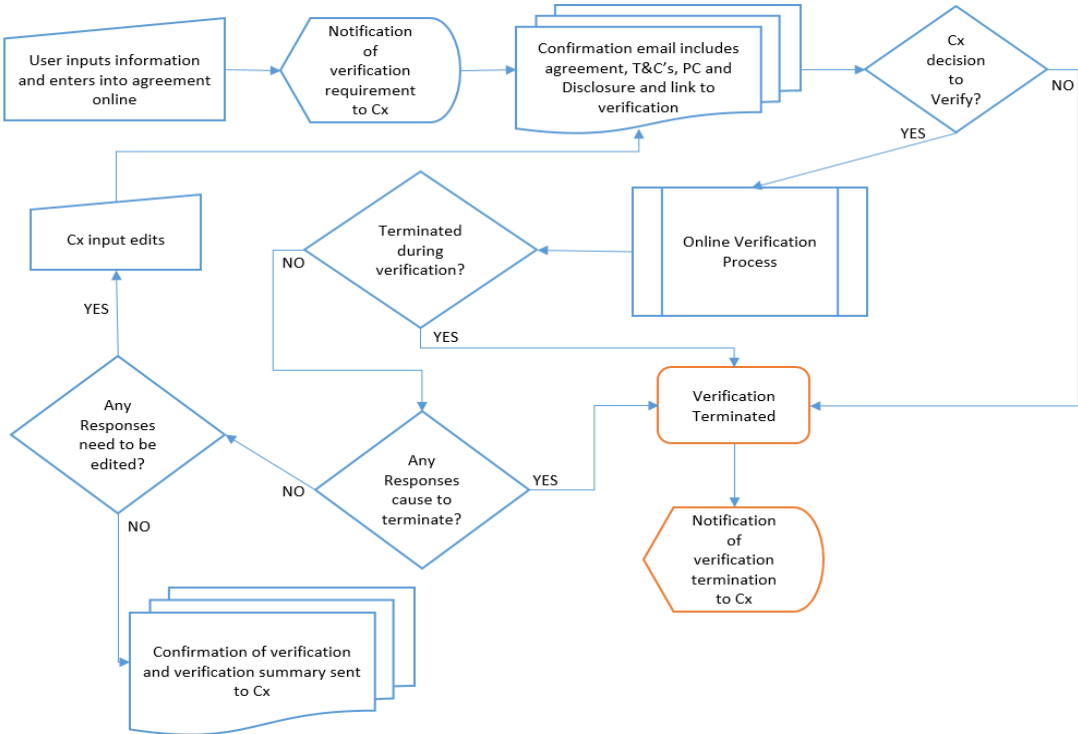 User inputs information
and enters into agreement
online
Notification
of
verification
requirement
to Cx
Confirmation email includes
agreement, T&C's, PC and
Disclosure and link to
verification
Cx
decision
to
Verify?
NO
YES
Cx input edits
Terminated
during
verification?
NO
YES
Online Verification
Process
YES
Any
Responses
need to be
edited?
NO
Any
Responses
cause to
terminate?
NO
YES
Verification
Terminated
Notification
of
verification
termination
to Cx
Confirmation of verification
and verification summary sent
to Cx